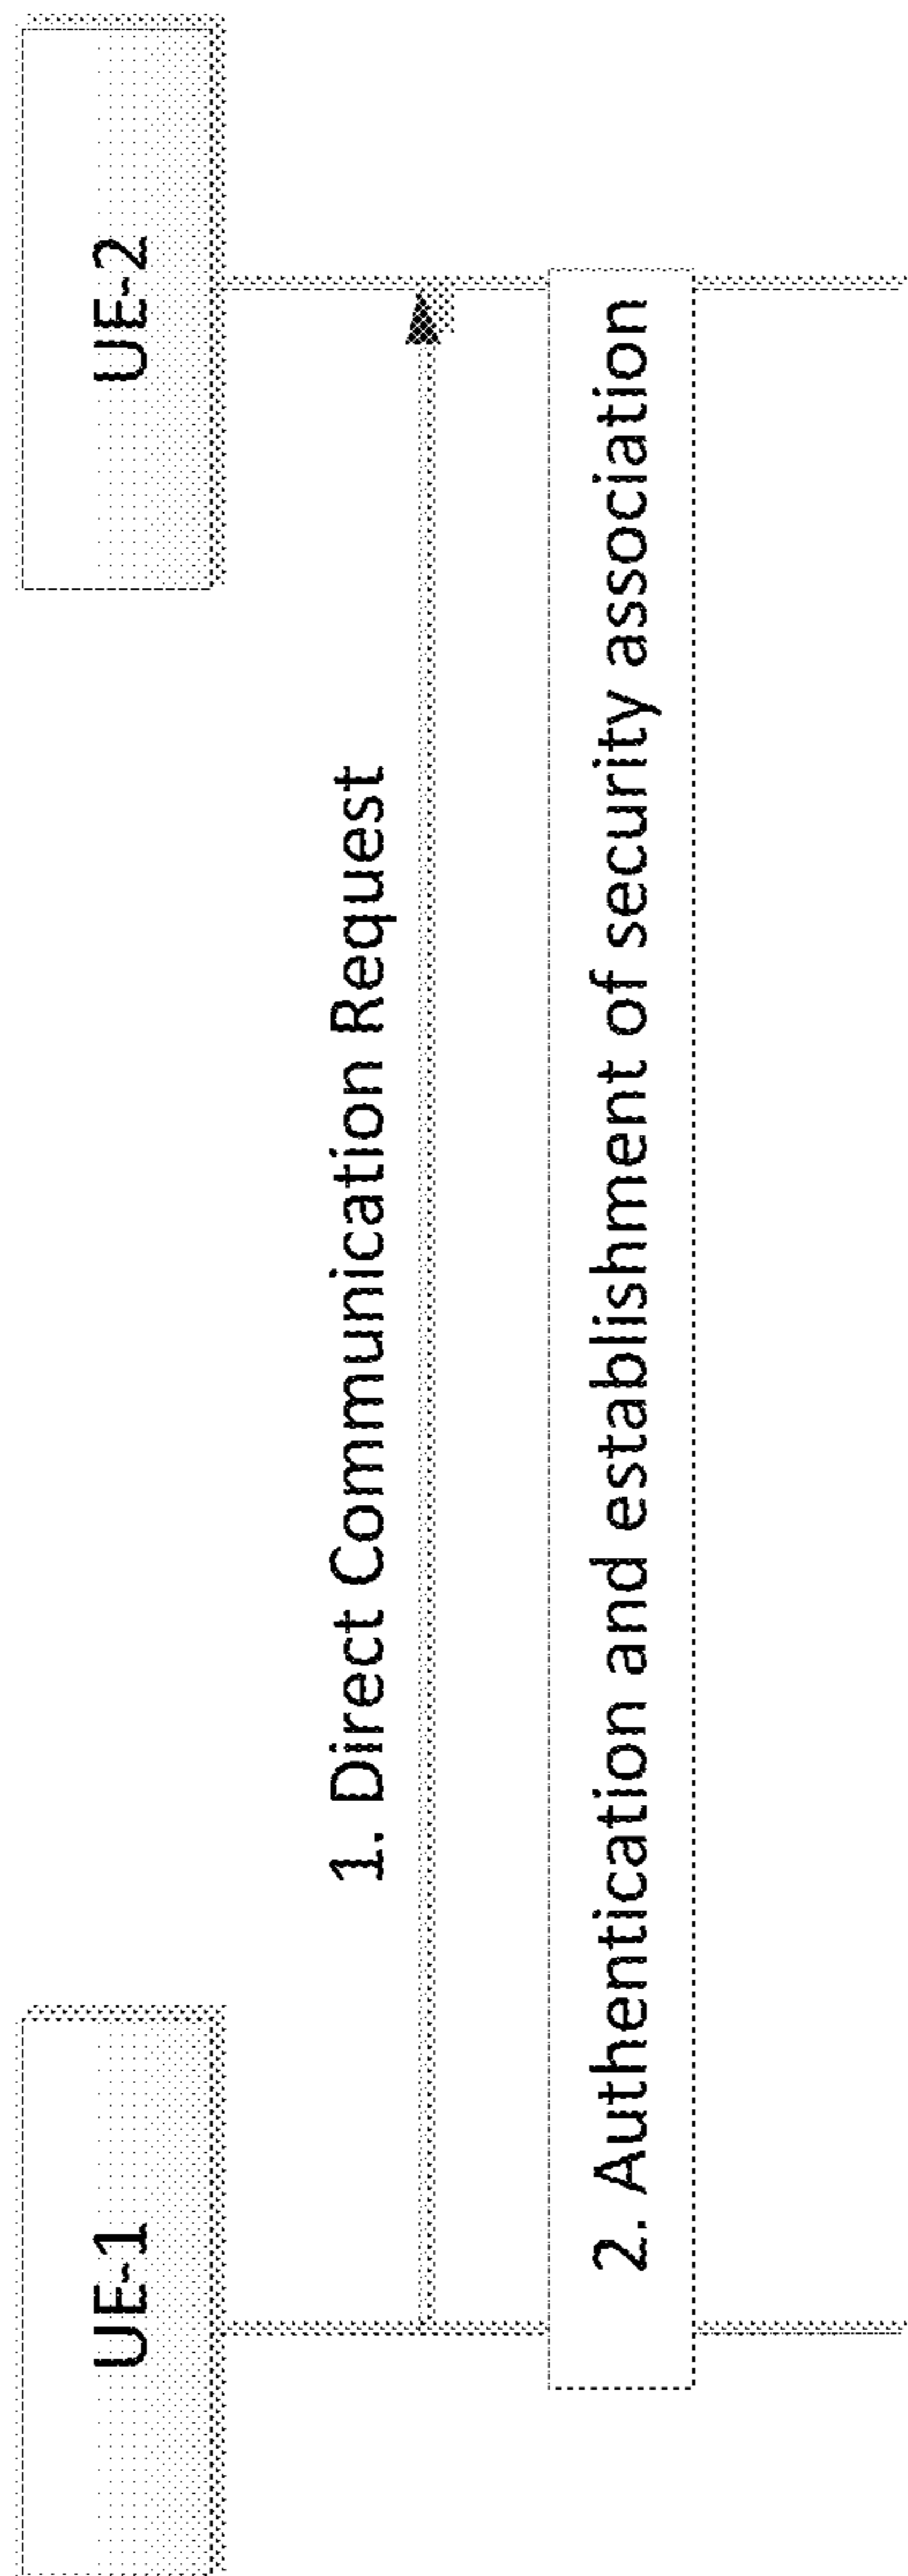 UE-1
UE-2
1. Direct Communication Request
2. Authentication and establishment of security association